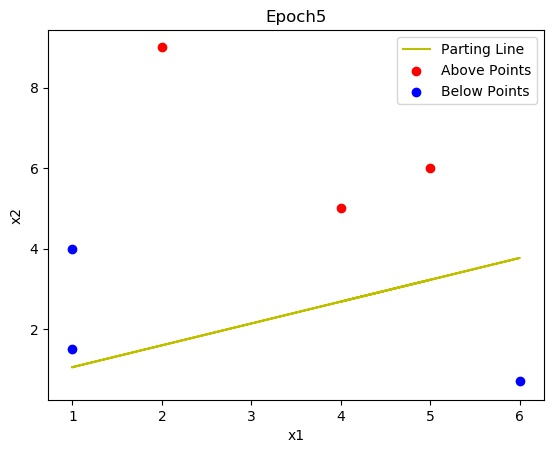 Epoch5
Parting Line
Above Points
Below Points
8
6
4
2
x2
1
2
3
4
5
6
x1